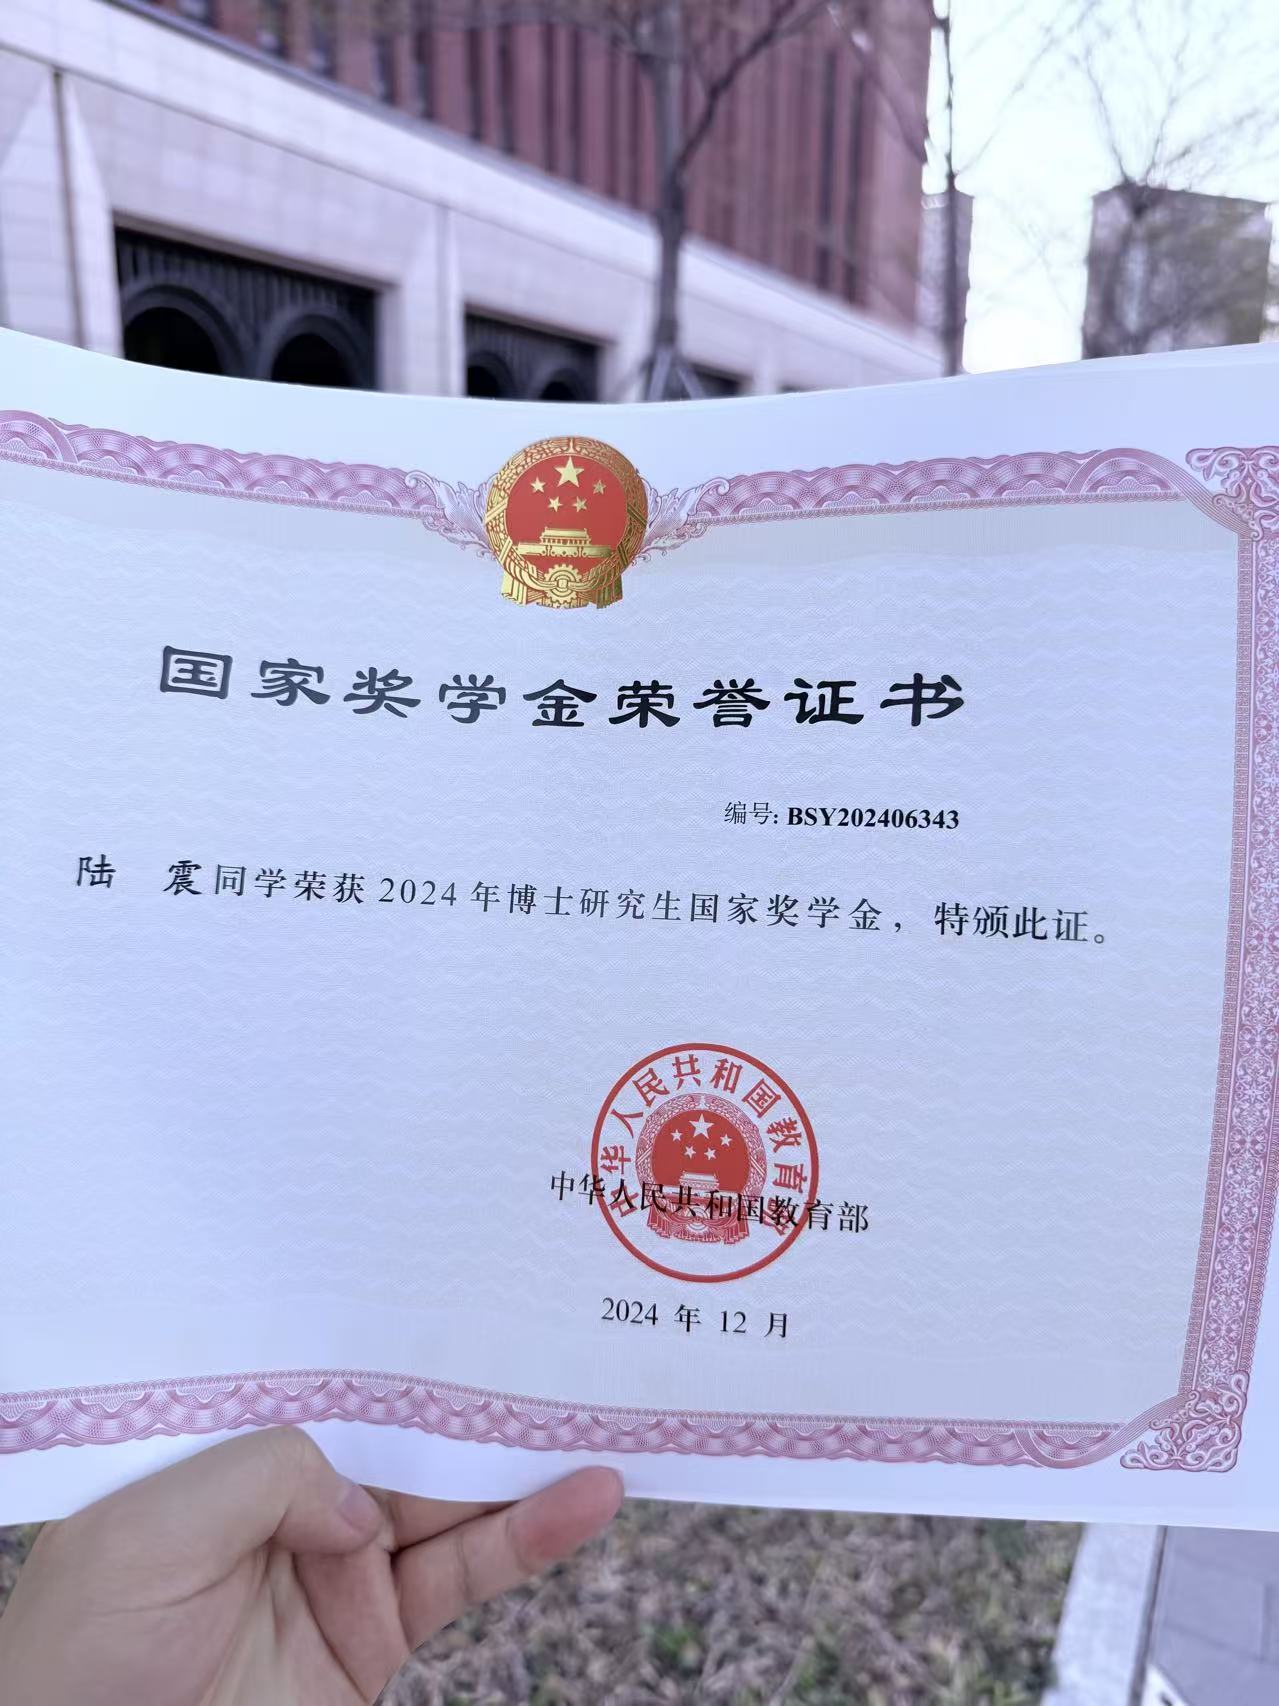 国家奖学金荣誉证书
编号: BSY202406343
陆 震同学荣获 2024 年博士研究生国家奖学金，特颁此证。
中华人民共和国教育部
中华人民共和国教育部
2024 年 12 月